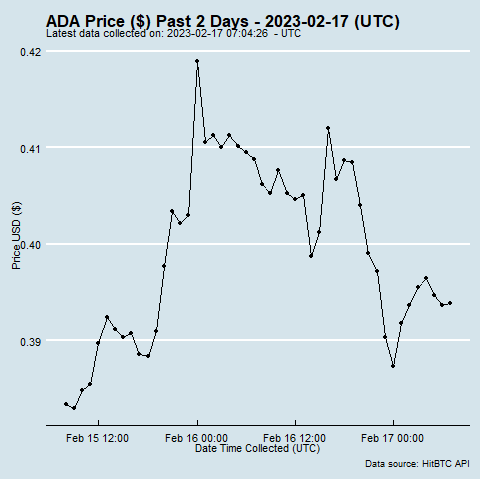 ADA Price ($) Past 2 Days - 2023-02-17 (UTC)
Latest data collected on: 2023-02-17 07:04:26  - UTC
0.42
0.41
0.40
0.39
Price USD ($)
Feb 15 12:00
Feb 16 00:00
Feb 16 12:00
Feb 17 00:00
Date Time Collected (UTC)
Data source: HitBTC API